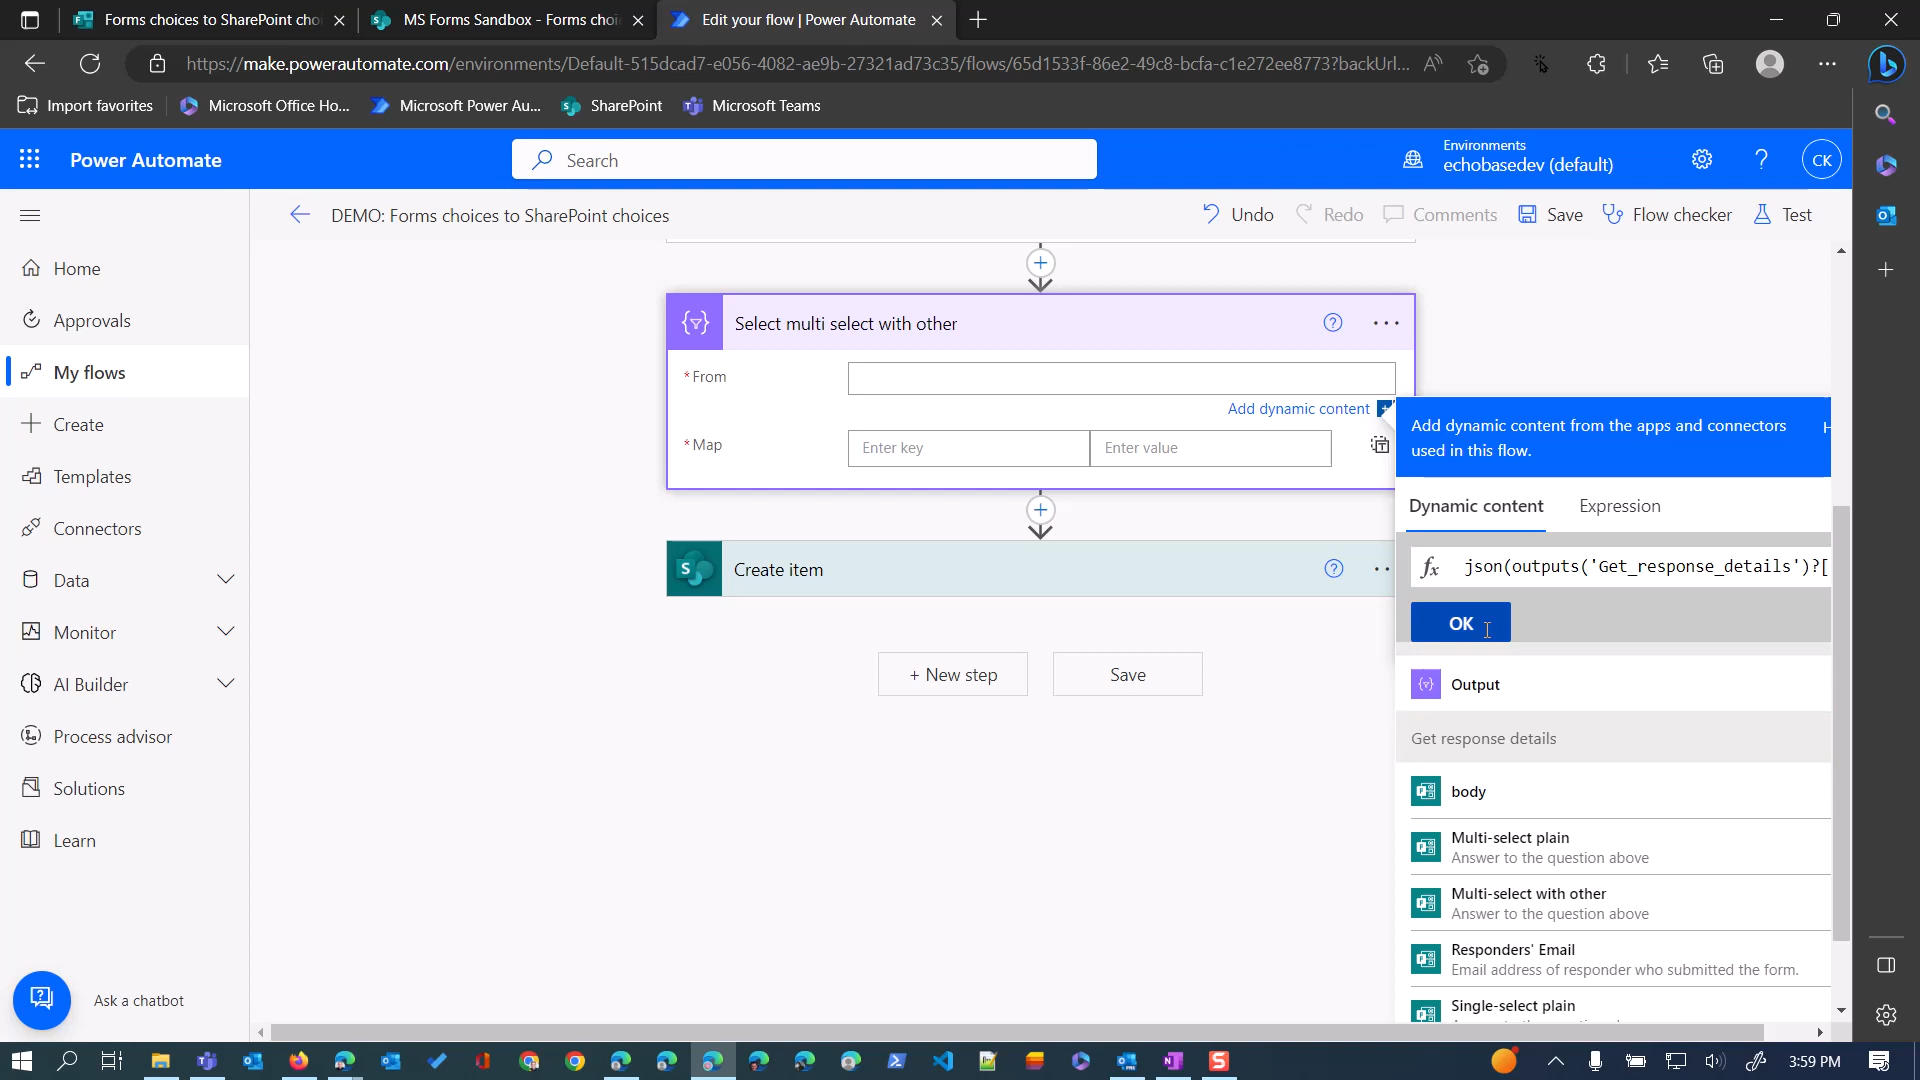 Forms choices to SharePoint cho
MS Forms Sandbox - Forms choi
Edit your flow | Power Automate
https://make.powerautomate.com/environments/Default-515dcad7-e056-4082-ae9b-27321ad73c35/flows/65d1533f-86e2-49c8-bcfa-c1e272ee8773?backUrl...
Import favorites
Microsoft Office Ho...
Microsoft Power Au...
SharePoint
Microsoft Teams
Power Automate
Search
Environments
echobasedev (default)
CK
DEMO: Forms choices to SharePoint choices
Undo
Redo
Comments
Save
Flow checker
Test
Home
Approvals
My flows
Create
Templates
Connectors
Data
Monitor
AI Builder
Process advisor
Solutions
Learn
Ask a chatbot
Select multi select with other
* From
Add dynamic content
* Map
Enter key
Enter value
Create item
+ New step
Save
Add dynamic content from the apps and connectors
used in this flow.
H
Dynamic content
Expression
fx json(outputs('Get_response_details')?[
OK
Output
Get response details
body
Multi-select plain
Answer to the question above
Multi-select with other
Answer to the question above
Responders' Email
Email address of responder who submitted the form.
Single-select plain
3:59 PM